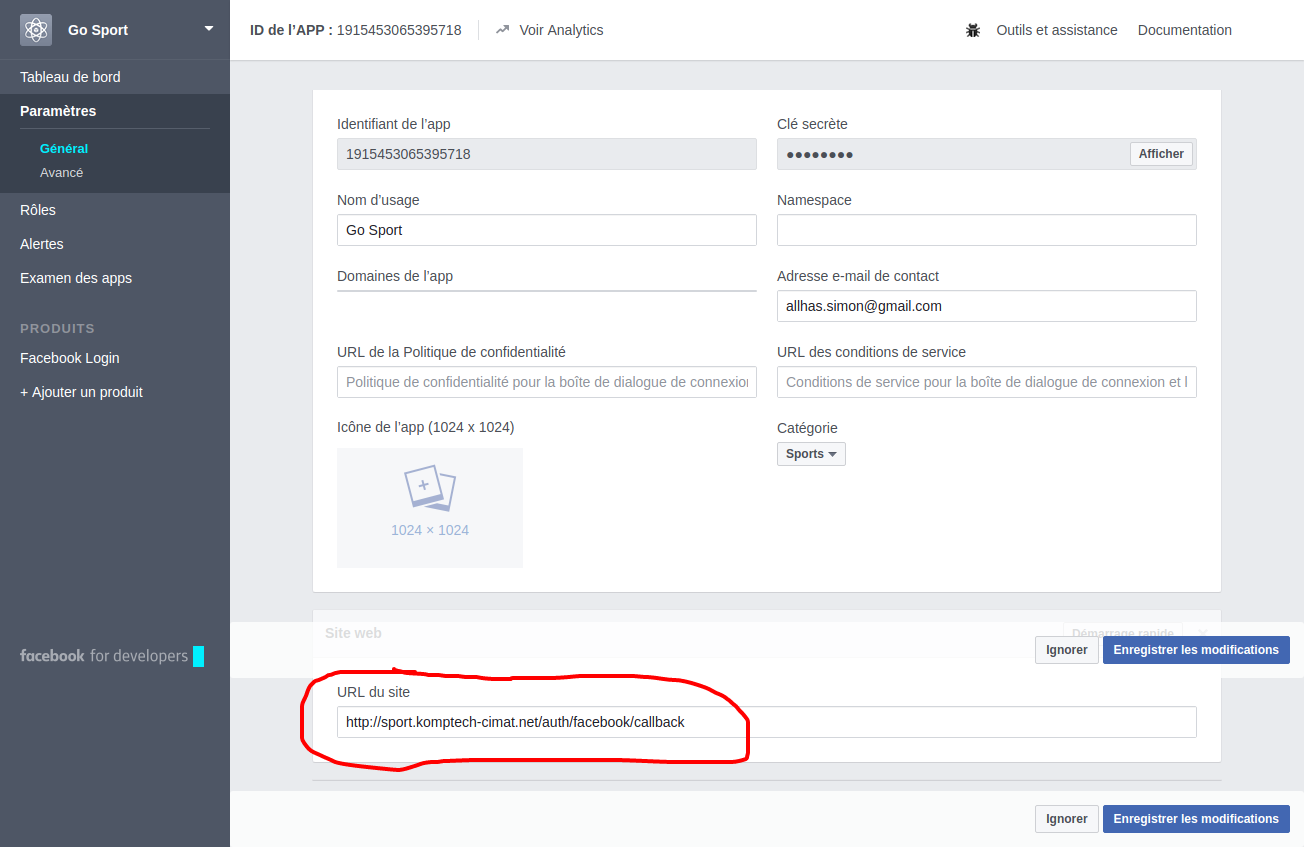 Go Sport
ID de l'APP : 1915453065395718
Voir Analytics
Outils et assistance
Documentation
Tableau de bord
Paramètres
Général
Avancé
Rôles
Alertes
Examen des apps
PRODUITS
Facebook Login
+ Ajouter un produit
facebook for developers
Identifiant de l'app
1915453065395718
Clé secrète
●●●●●●●●
Afficher
Nom d'usage
Go Sport
Namespace
Domaines de l'app
Adresse e-mail de contact
allhas.simon@gmail.com
URL de la Politique de confidentialité
Politique de confidentialité pour la boîte de dialogue de connexion
URL des conditions de service
Conditions de service pour la boîte de dialogue de connexion et l
Icône de l'app (1024 x 1024)
1024 × 1024
Catégorie
Sports
Site web
Démarrage rapide
Ignorer
Enregistrer les modifications
URL du site
http://sport.komptech-cimat.net/auth/facebook/callback
Ignorer
Enregistrer les modifications